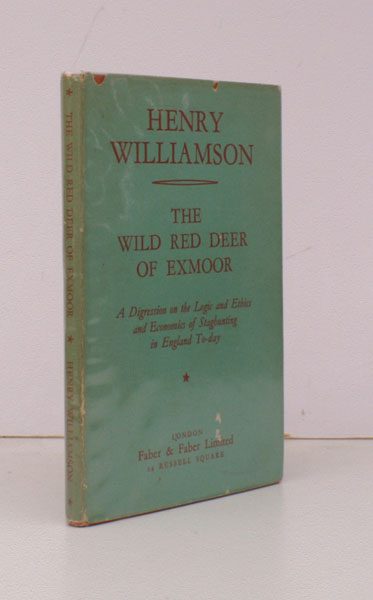 HENRY
WILLIAMSON
THE
WILD RED DEER
OF EXMOOR
A Digression on the Logic and Ethics
and Economics of Staghunting
in England To-day
*
LONDON
Faber & Faber Limited
24 RUSSELL SQUARE
* THE WILD RED DEER OF EXMOOR * HENRY WILLIAMSON *